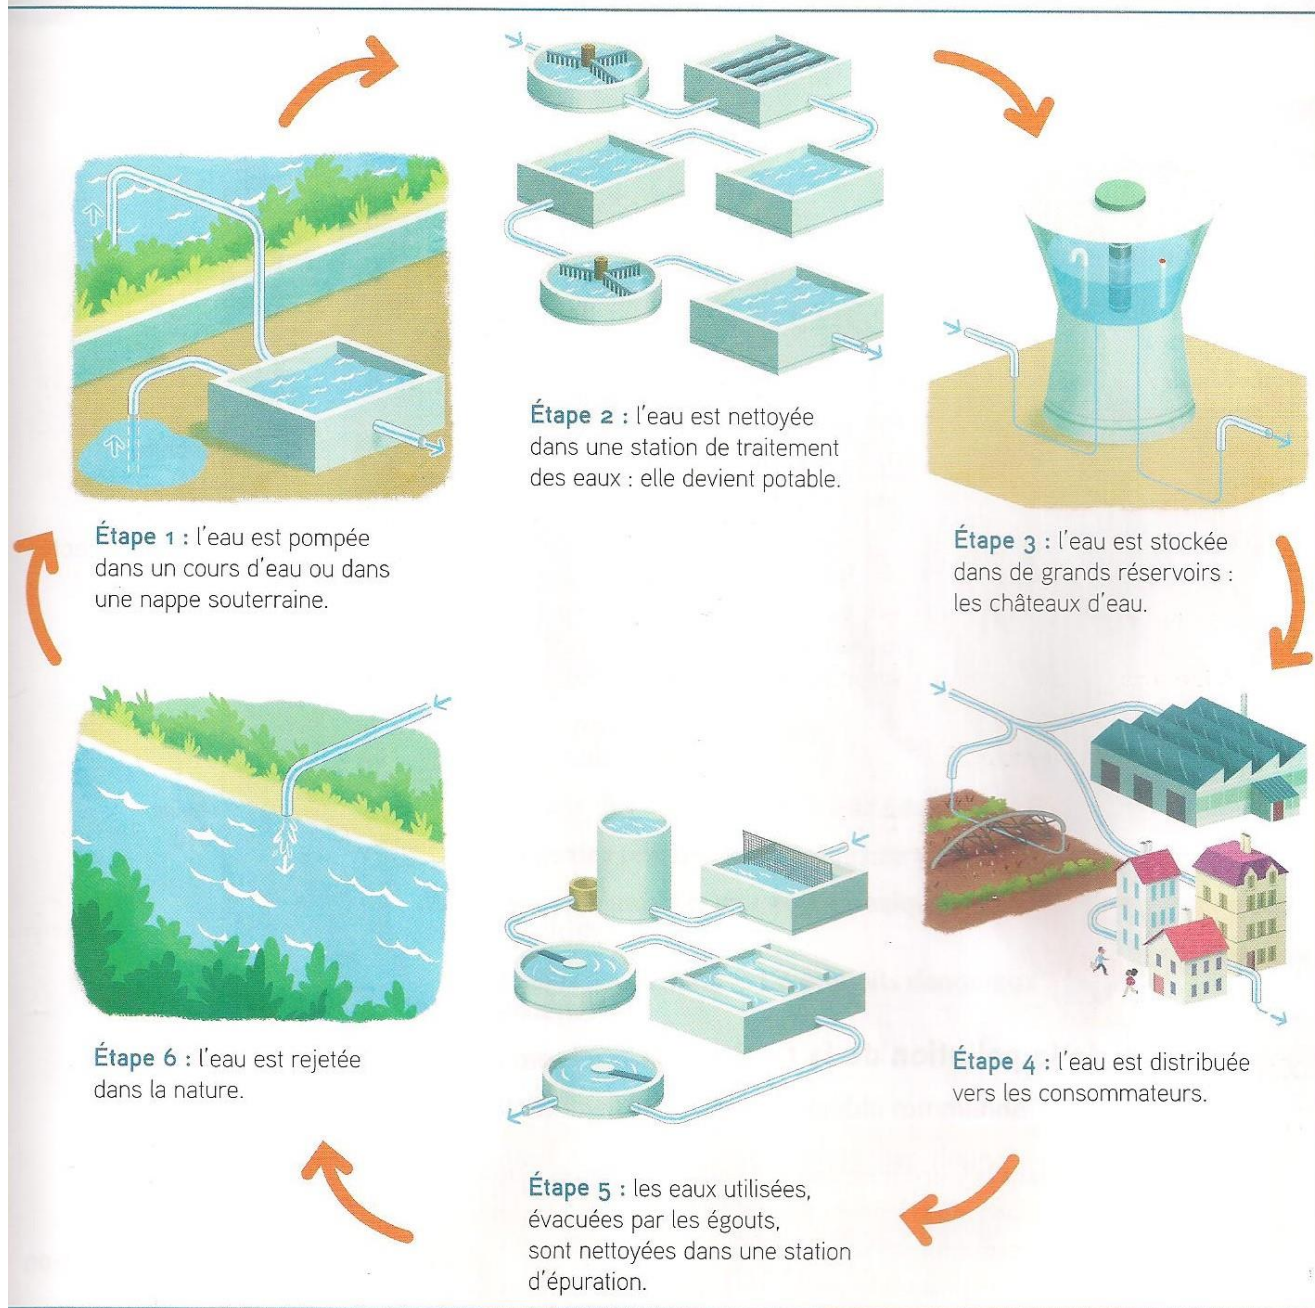 Étape 1 : l'eau est pompée
dans un cours d'eau ou dans
une nappe souterraine.
Étape 2 : l'eau est nettoyée
dans une station de traitement
des eaux : elle devient potable.
Étape 3 : l'eau est stockée
dans de grands réservoirs :
les châteaux d'eau.
Étape 4 : l'eau est distribuée
vers les consommateurs.
Étape 5 : les eaux utilisées,
évacuées par les égouts,
sont nettoyées dans une station
d'épuration.
Étape 6 : l'eau est rejetée
dans la nature.